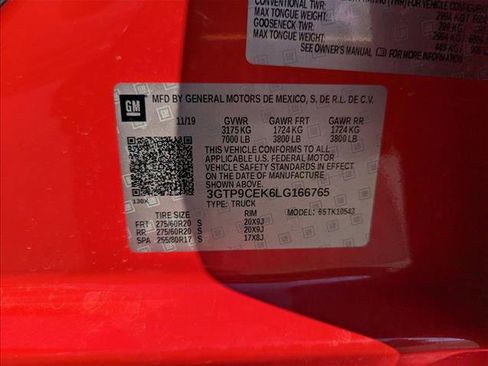 CONVENTIONAL TWR:
MAX TONGUE WEIGHT:
GOOSENECK TWR:
MAX TONGUE WEIGHT:
SEE OWNER'S MANUAL
GM
MFD BY GENERAL MOTORS DE MEXICO, S. DE R.L. DE C.V.
11/19 GVWR GAWR FRT GAWR RR
3175 KG 1724 KG 1724 KG
7000 LB 3800 LB 3800 LB
THIS VEHICLE CONFORMS TO ALL
APPLICABLE U.S. FEDERAL MOTOR
VEHICLE SAFETY STANDARDS IN EFFECT
ON THE DATE OF MANUFACTURE
SHOWN ABOVE.
3GTP9CEK6LG166765
TYPE: TRUCK
TIRE SIZE RIM MODEL:
FRT 275/60R20 S 20X9J
RR 275/60R20 S 20X9J
SPA 255/80R17 S 17X8J